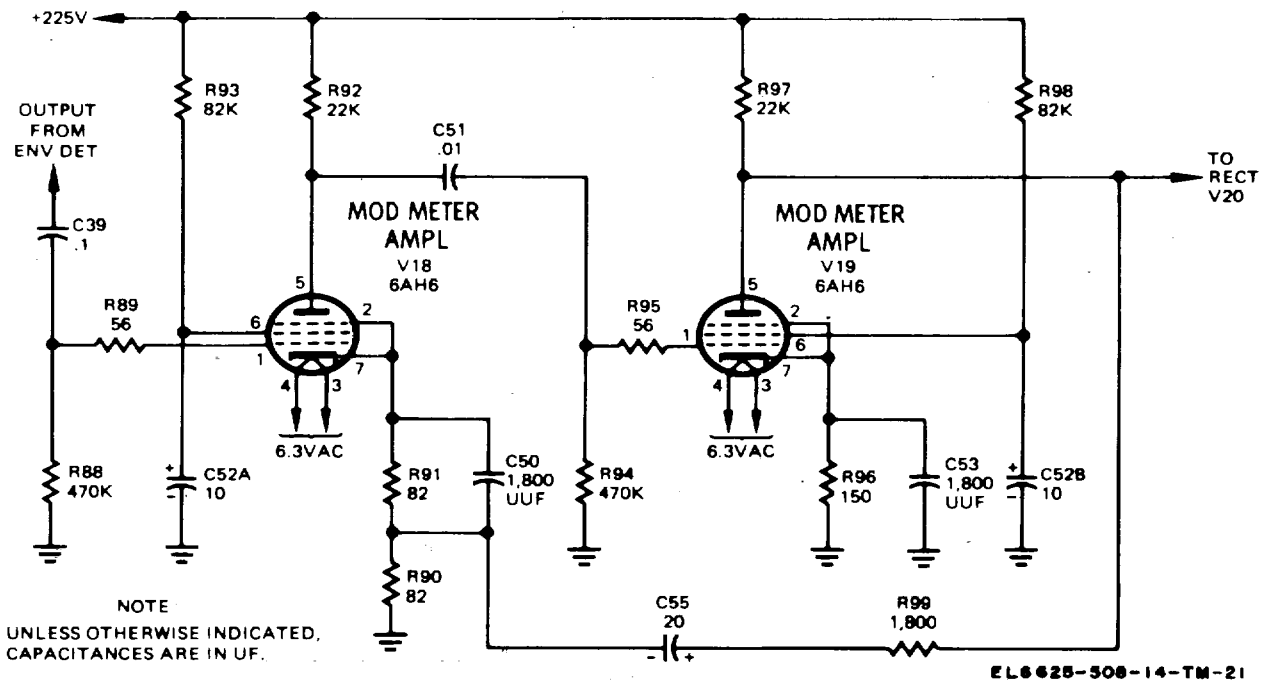 +225V
R93
82K
R92
22K
R97
22K
R98
82K
OUTPUT
FROM
ENV DET
C51
.01
TO
RECT
V20
C39
.1
MOD METER
AMPL
V18
6AH6
MOD METER
AMPL
V19
6AH6
R89
56
5
2
6
1
7
4
3
6.3VAC
R95
56
5
2
1
6
7
4
3
6.3VAC
R88
470K
+
-
C52A
10
R91
82
C50
1,800
UUF
R94
470K
R96
150
C53
1,800
UUF
+
-
C52B
10
R90
82
C55
20
- +
R99
1,800
NOTE
UNLESS OTHERWISE INDICATED,
CAPACITANCES ARE IN UF.
EL6625-508-14-TM-21